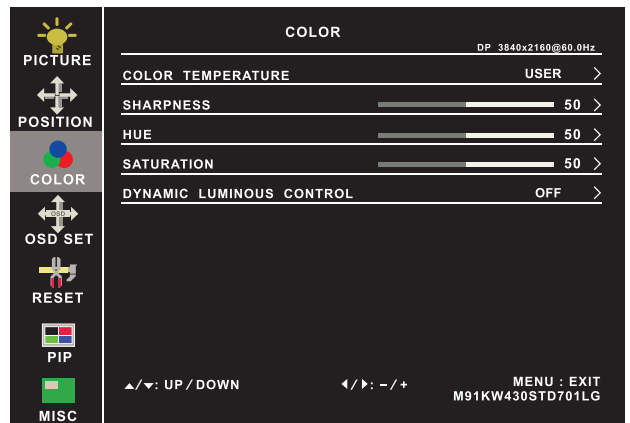 COLOR
DP 3840x2160@60.0Hz
PICTURE
POSITION
COLOR
OSD
OSD SET
RESET
PIP
MISC
COLOR TEMPERATURE USER >
SHARPNESS 50 >
HUE 50 >
SATURATION 50 >
DYNAMIC LUMINOUS CONTROL OFF >
▲/▼: UP / DOWN ◀/▶: – / + MENU : EXIT
M91KW430STD701LG